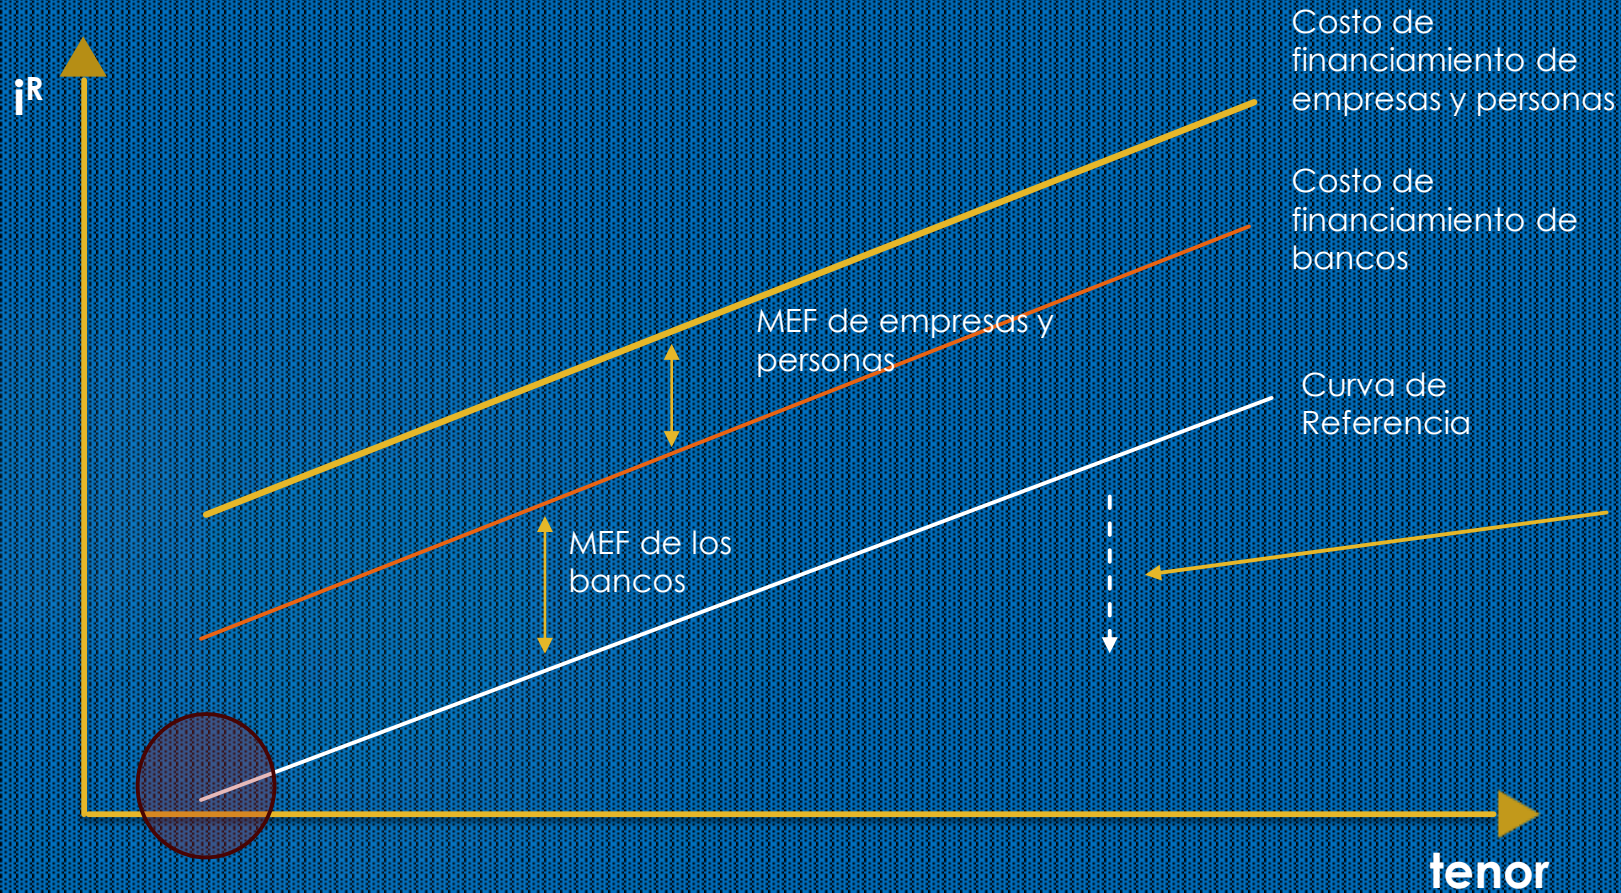 Costo de
financiamiento de
empresas y personas
iR
Costo de
financiamiento de
bancos
MEF de empresas y
personas
Curva de
Referencia
MEF de los
bancos
tenor